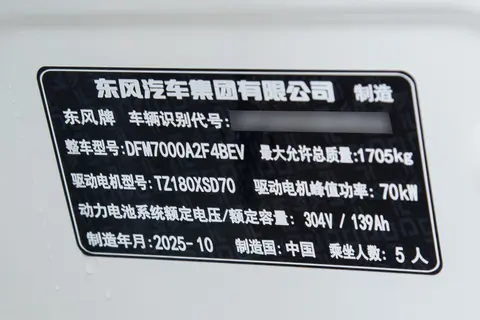 东风汽车集团有限公司 制造
东风牌 车辆识别代号:
整车型号:DFM7000A2F4BEV 最大允许总质量:1705kg
驱动电机型号:TZ180XSD70 驱动电机峰值功率: 70kW
动力电池系统额定电压/额定容量: 304V / 139Ah
制造年月:2025-10 制造国: 中国 乘坐人数: 5 人